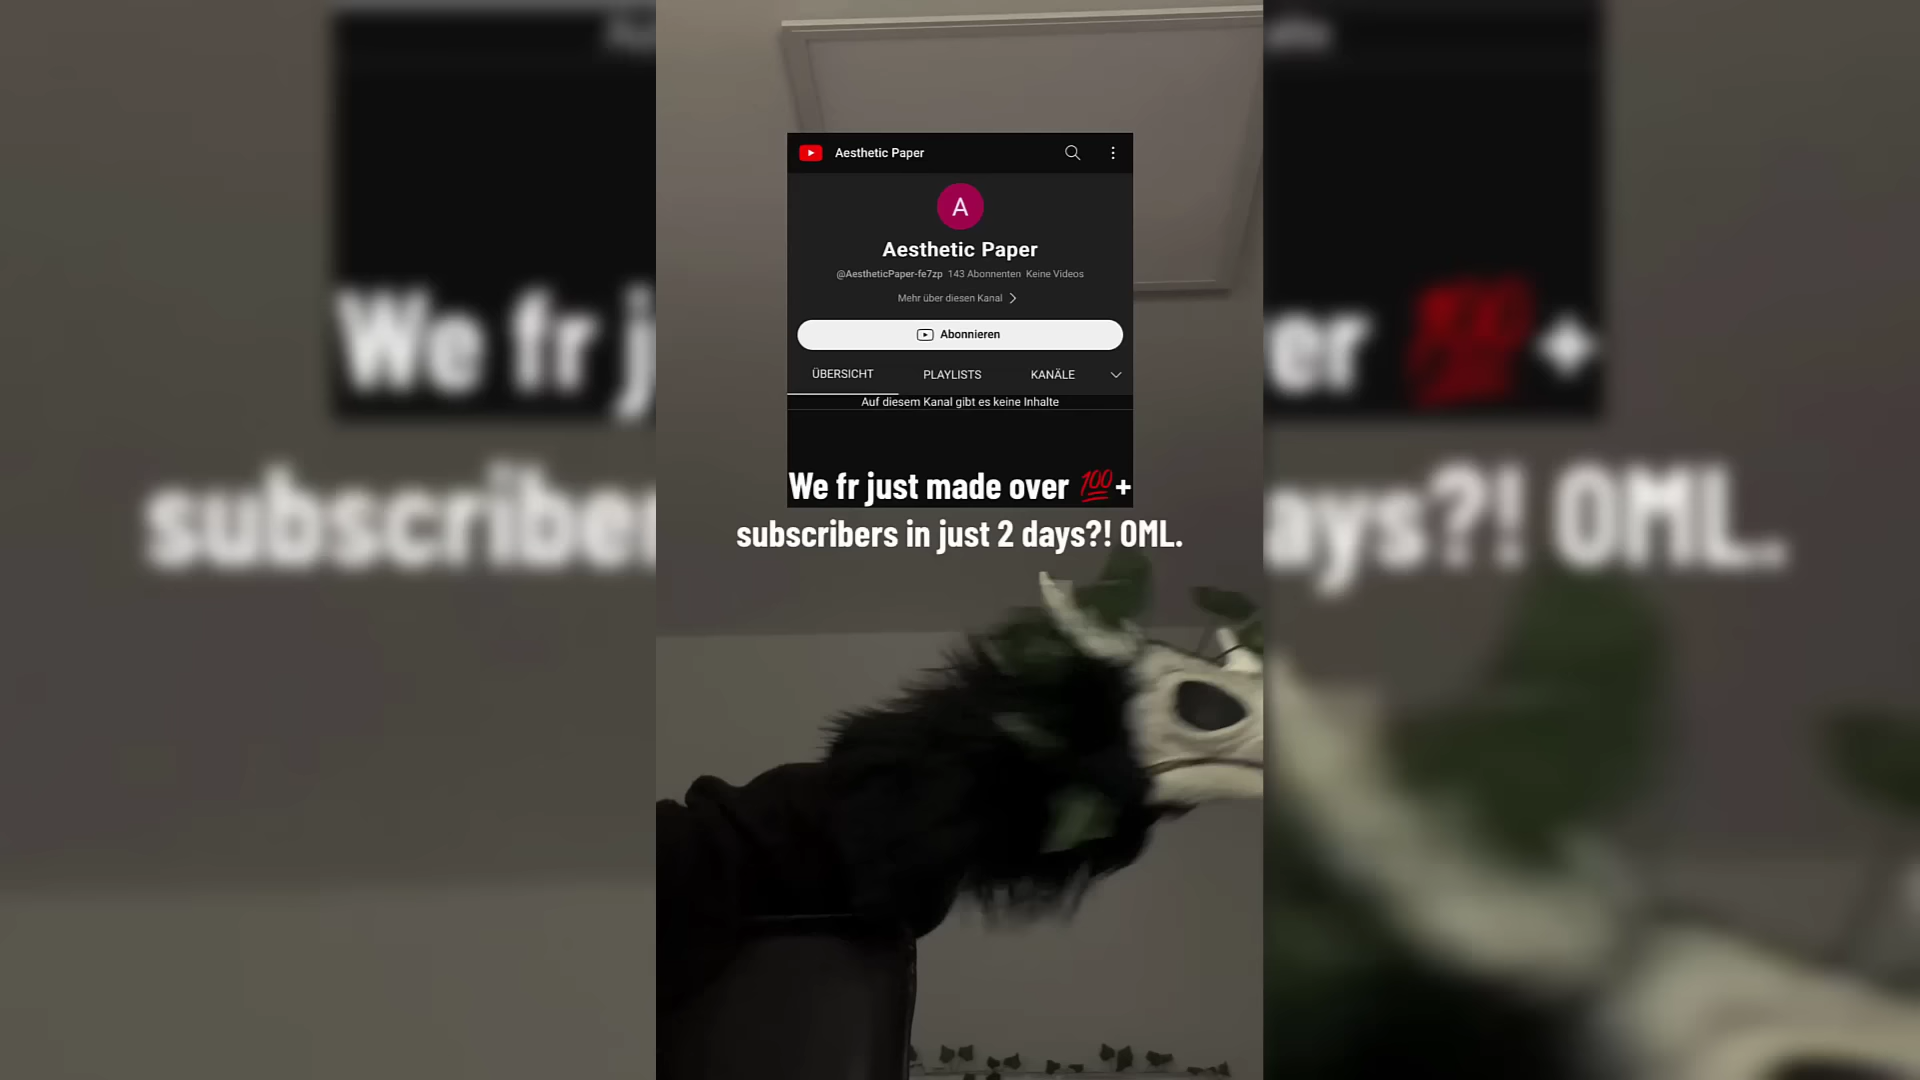 Aesthetic Paper
A
Aesthetic Paper
@AestheticPaper-fe7zp 143 Abonnenten Keine Videos
Mehr über diesen Kanal
Abonnieren
ÜBERSICHT PLAYLISTS KANÄLE
Auf diesem Kanal gibt es keine Inhalte
We fr just made over 💯+
subscribers in just 2 days?! OML.